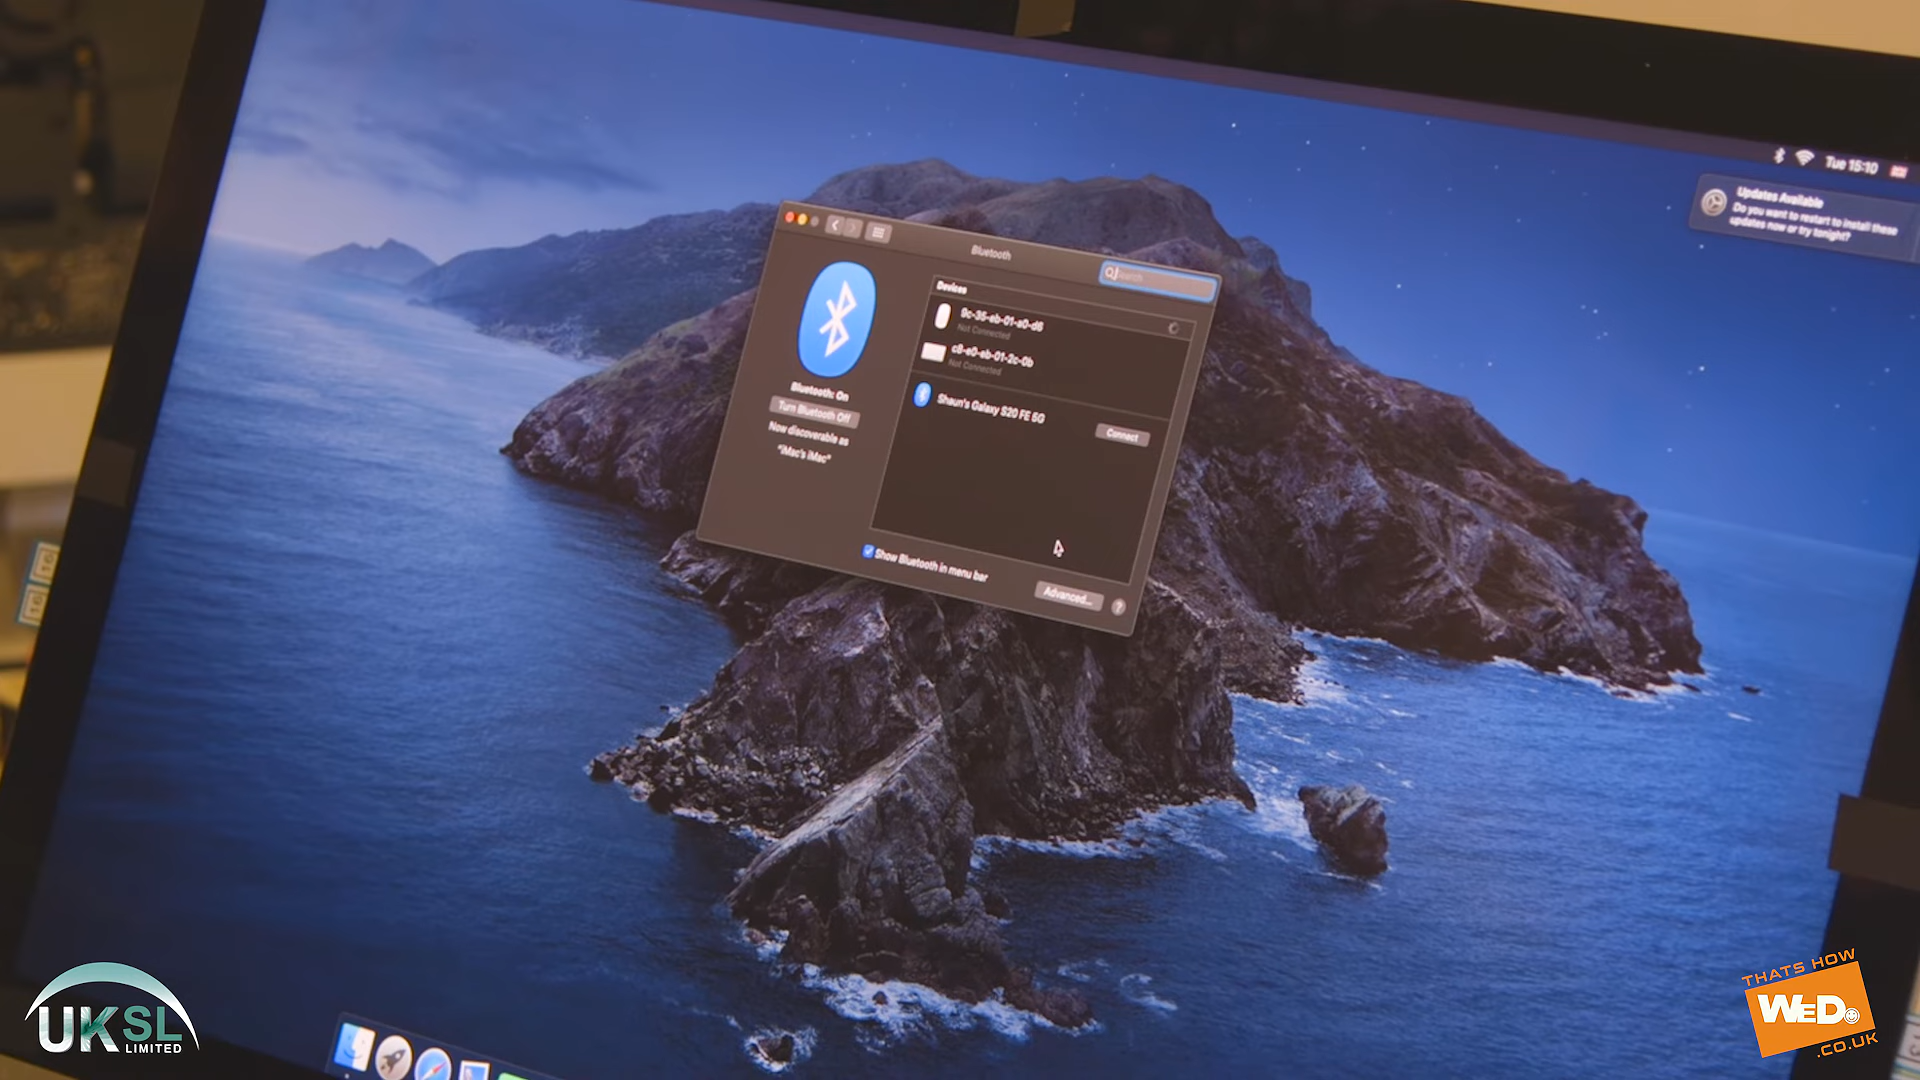 Tue 15:10
Updates Available
Do you want to restart to install these
updates now or try tonight?
Bluetooth
Search
Devices
9c-35-eb-01-a0-d6
Not Connected
c8-e0-eb-01-2c-0b
Not Connected
Shaun's Galaxy S20 FE 5G
Connect
Bluetooth: On
Turn Bluetooth Off
Now discoverable as
"iMac's iMac"
Show Bluetooth in menu bar
Advanced...
?
16
16
UKSL
LIMITED
THATS HOW
WEDO
.CO.UK